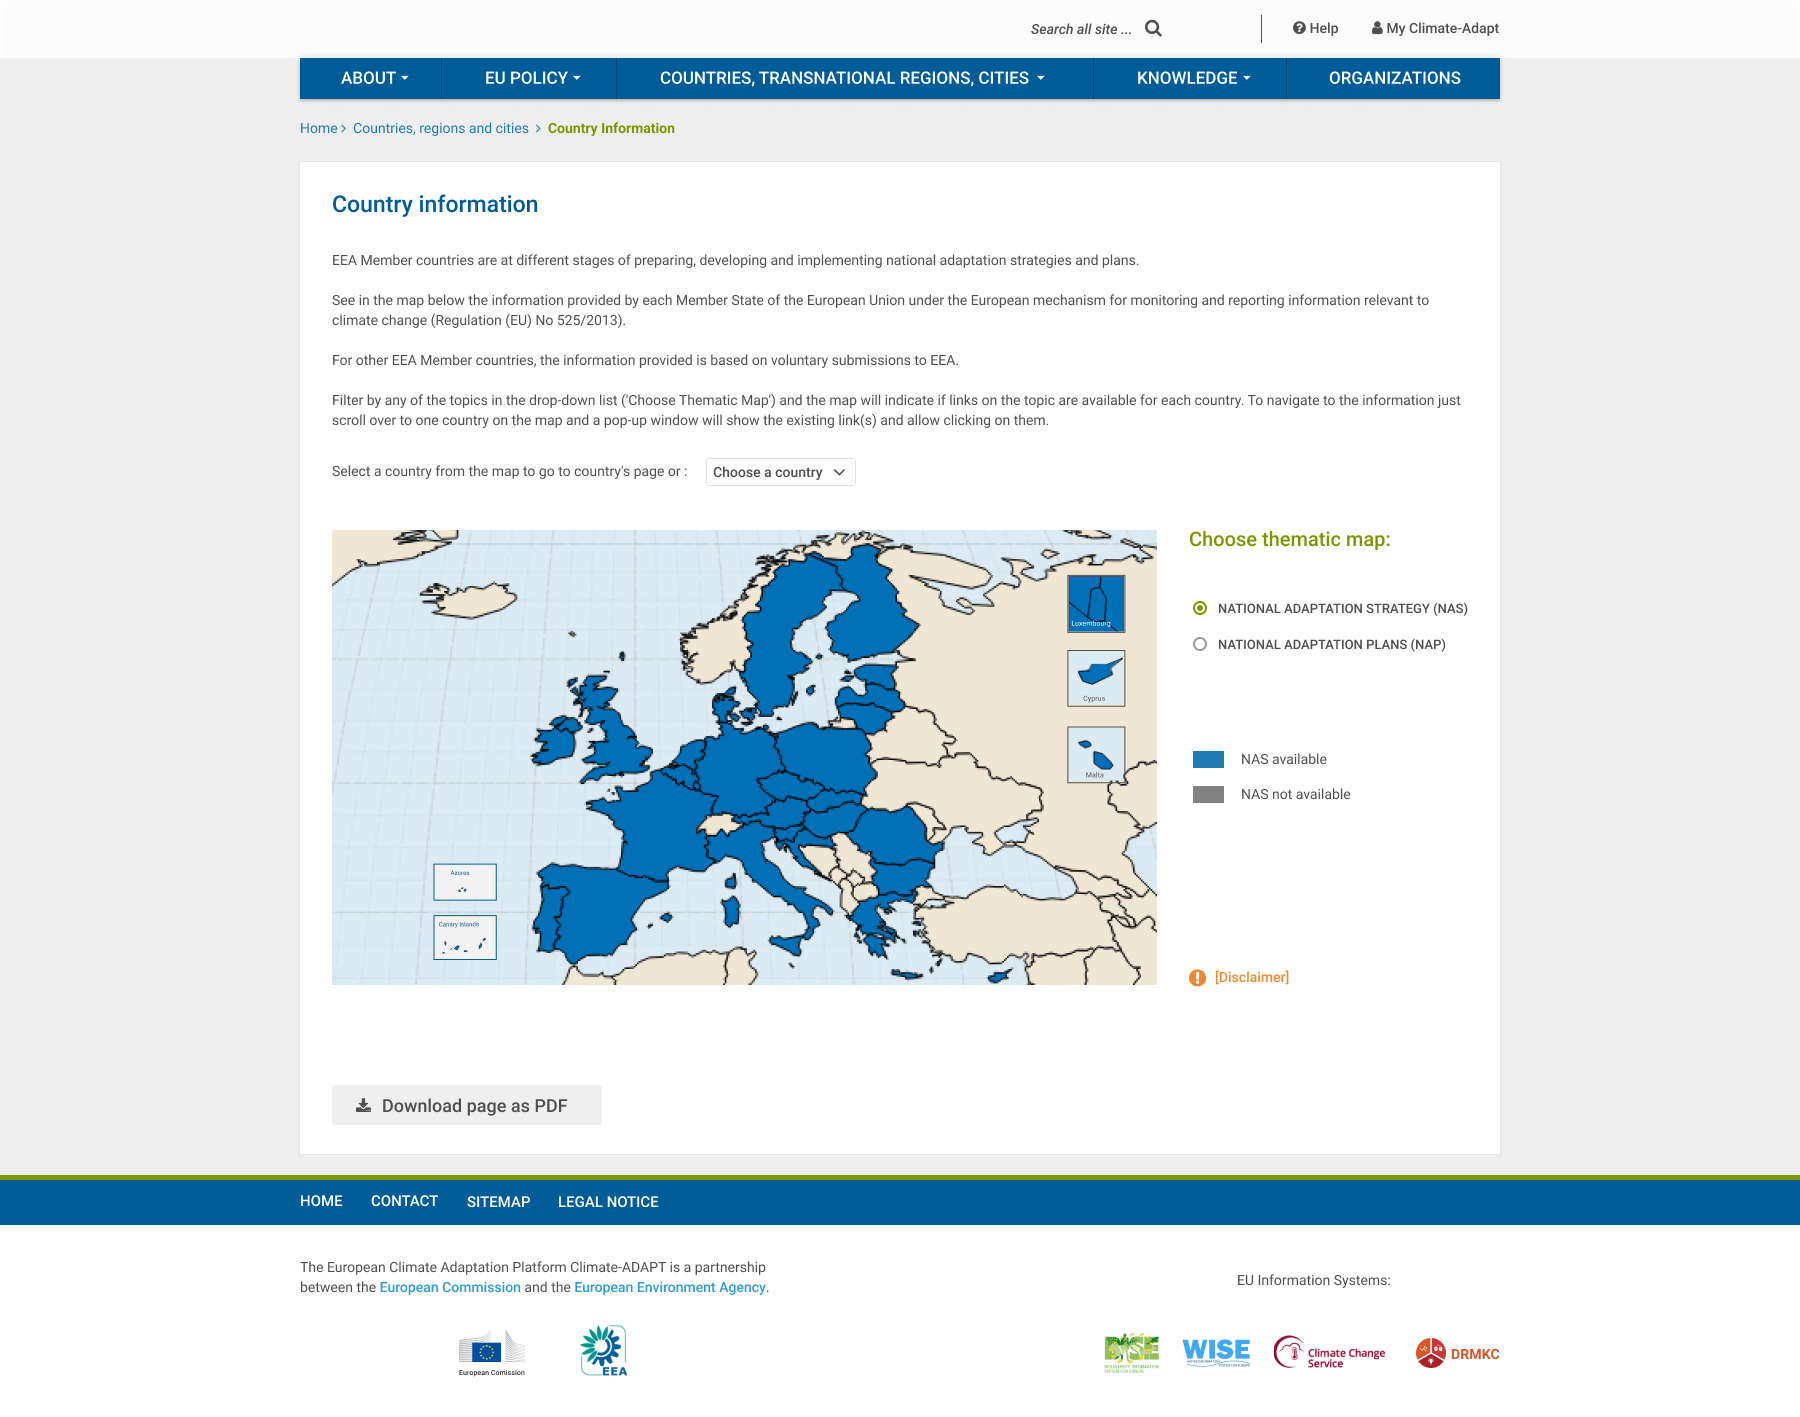 Search all site ...
Help
My Climate-Adapt
ABOUT
EU POLICY
COUNTRIES, TRANSNATIONAL REGIONS, CITIES
KNOWLEDGE
ORGANIZATIONS
Home > Countries, regions and cities > Country Information
Country information
EEA Member countries are at different stages of preparing, developing and implementing national adaptation strategies and plans.
See in the map below the information provided by each Member State of the European Union under the European mechanism for monitoring and reporting information relevant to
climate change (Regulation (EU) No 525/2013).
For other EEA Member countries, the information provided is based on voluntary submissions to EEA.
Filter by any of the topics in the drop-down list ('Choose Thematic Map') and the map will indicate if links on the topic are available for each country. To navigate to the information just
scroll over to one country on the map and a pop-up window will show the existing link(s) and allow clicking on them.
Select a country from the map to go to country's page or :
Choose a country
Luxembourg
Cyprus
Malta
Azores
Canary Islands
Choose thematic map:
NATIONAL ADAPTATION STRATEGY (NAS)
NATIONAL ADAPTATION PLANS (NAP)
NAS available
NAS not available
[Disclaimer]
Download page as PDF
HOME
CONTACT
SITEMAP
LEGAL NOTICE
The European Climate Adaptation Platform Climate-ADAPT is a partnership
between the European Commission and the European Environment Agency.
EU Information Systems:
European Comission
EEA
BISE
BIODIVERSITY INFORMATION
SYSTEM FOR EUROPE
WISE
Climate Change
Service
DRMKC